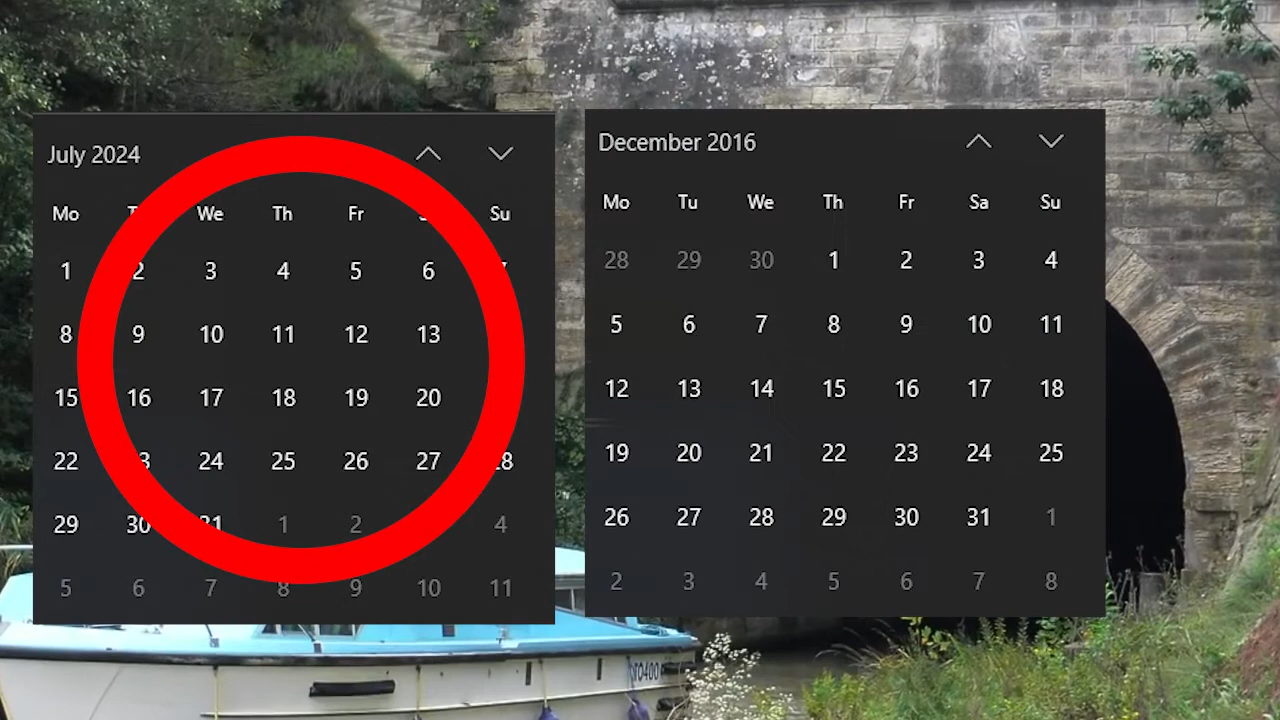 July 2024
Mo We Th Fr Su
1 2 3 4 5 6
8 9 10 11 12 13
15 16 17 18 19 20
22 24 25 26 27 28
29 30 31 1 2 4
5 6 7 8 9 10 11
December 2016
Mo Tu We Th Fr Sa Su
28 29 30 1 2 3 4
5 6 7 8 9 10 11
12 13 14 15 16 17 18
19 20 21 22 23 24 25
26 27 28 29 30 31 1
2 3 4 5 6 7 8